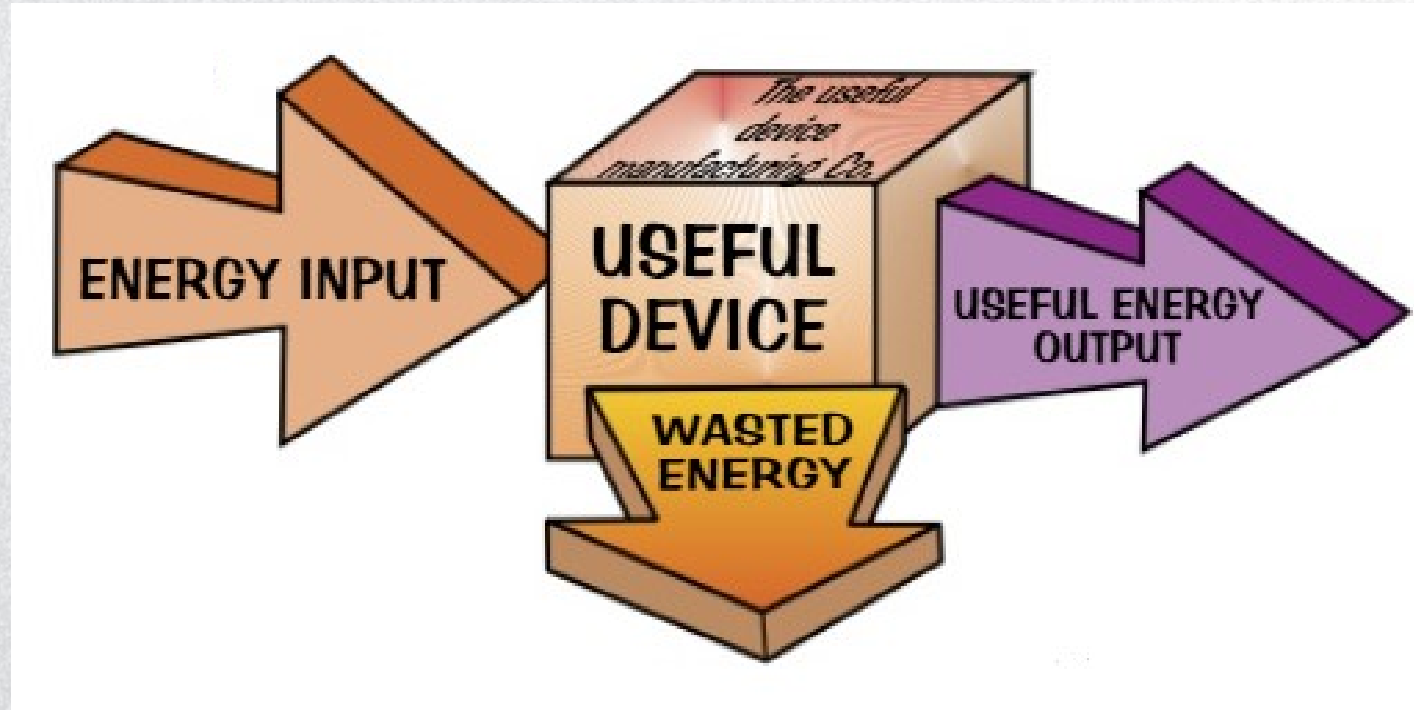 The useful
device
manufacturing Co.
ENERGY INPUT
USEFUL
DEVICE
USEFUL ENERGY
OUTPUT
WASTED
ENERGY